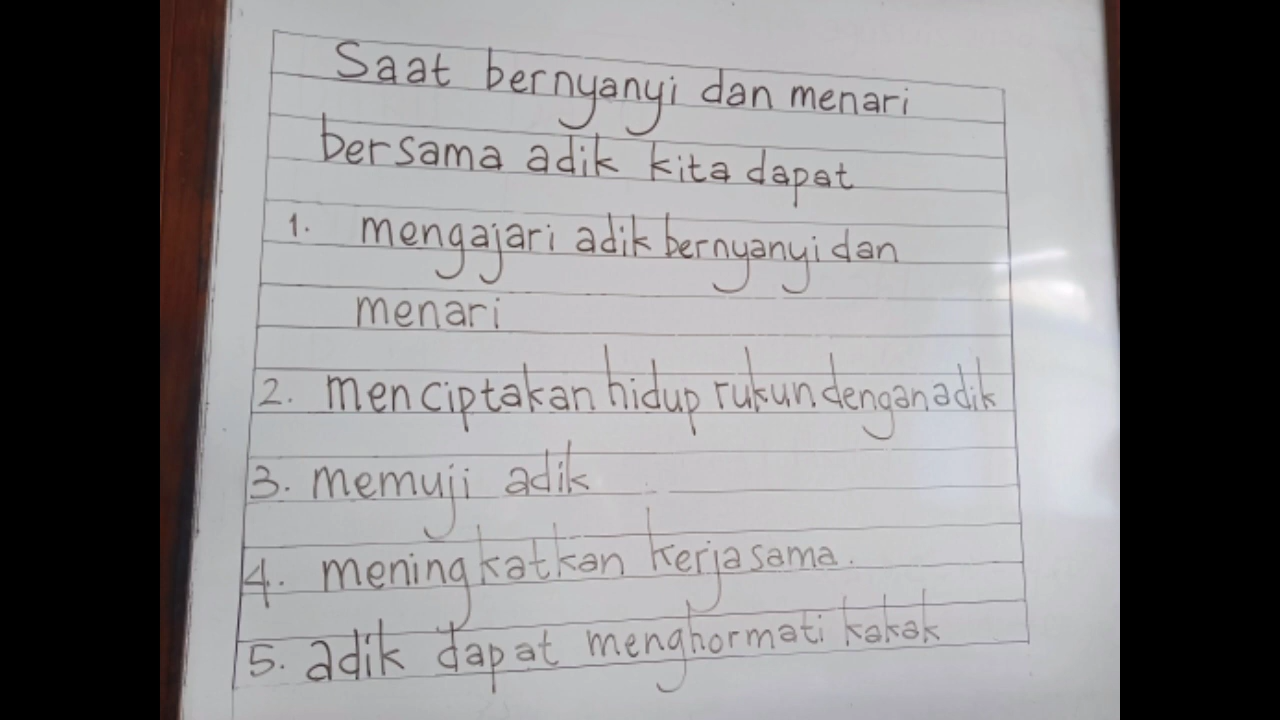 Saat bernyanyi dan menari
bersama adik kita dapat
1. mengajari adik bernyanyi dan
menari
2. menciptakan hidup rukun dengan adik
3. memuji adik
4. meningkatkan kerjasama.
5. adik dapat menghormati kakak